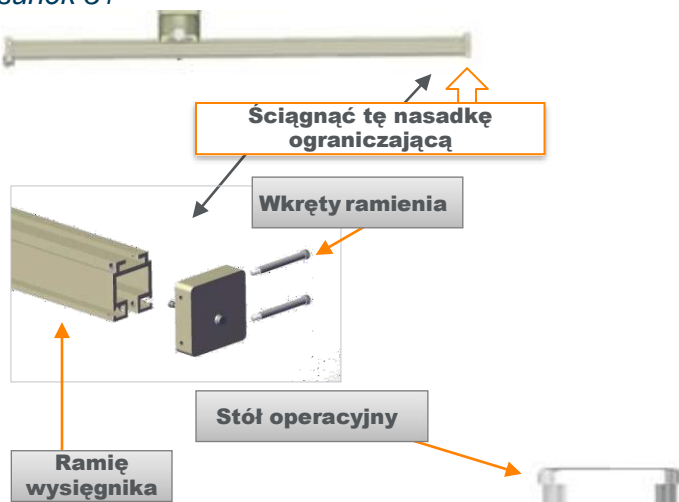 Ściągnąć tę nasadkę
ograniczającą
Wkręty ramienia
Stół operacyjny
Ramię
wysięgnika